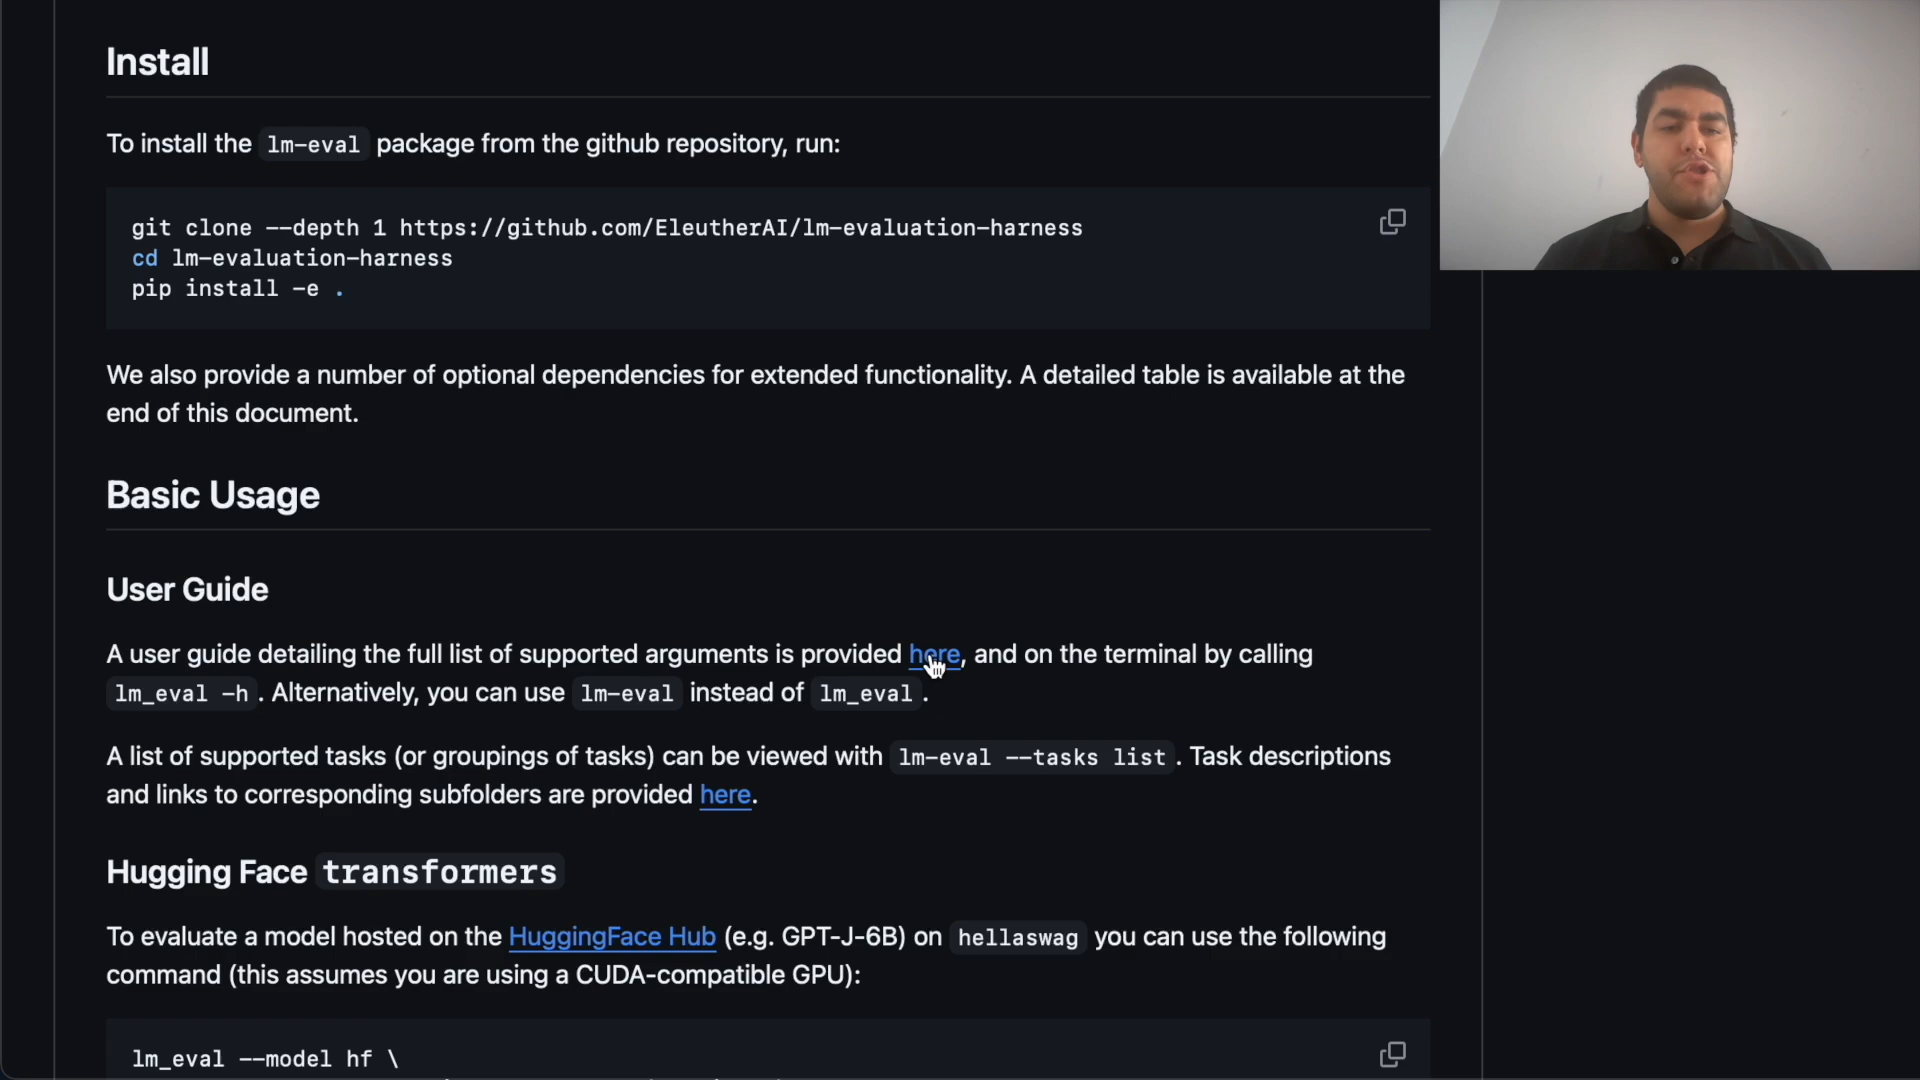 Install
To install the lm-eval package from the github repository, run:
git clone --depth 1 https://github.com/EleutherAI/lm-evaluation-harness
cd lm-evaluation-harness
pip install -e .
We also provide a number of optional dependencies for extended functionality. A detailed table is available at the
end of this document.
Basic Usage
User Guide
A user guide detailing the full list of supported arguments is provided here, and on the terminal by calling
lm_eval -h. Alternatively, you can use lm-eval instead of lm_eval.
A list of supported tasks (or groupings of tasks) can be viewed with lm-eval --tasks list. Task descriptions
and links to corresponding subfolders are provided here.
Hugging Face transformers
To evaluate a model hosted on the HuggingFace Hub (e.g. GPT-J-6B) on hellaswag you can use the following
command (this assumes you are using a CUDA-compatible GPU):
lm_eval --model hf \